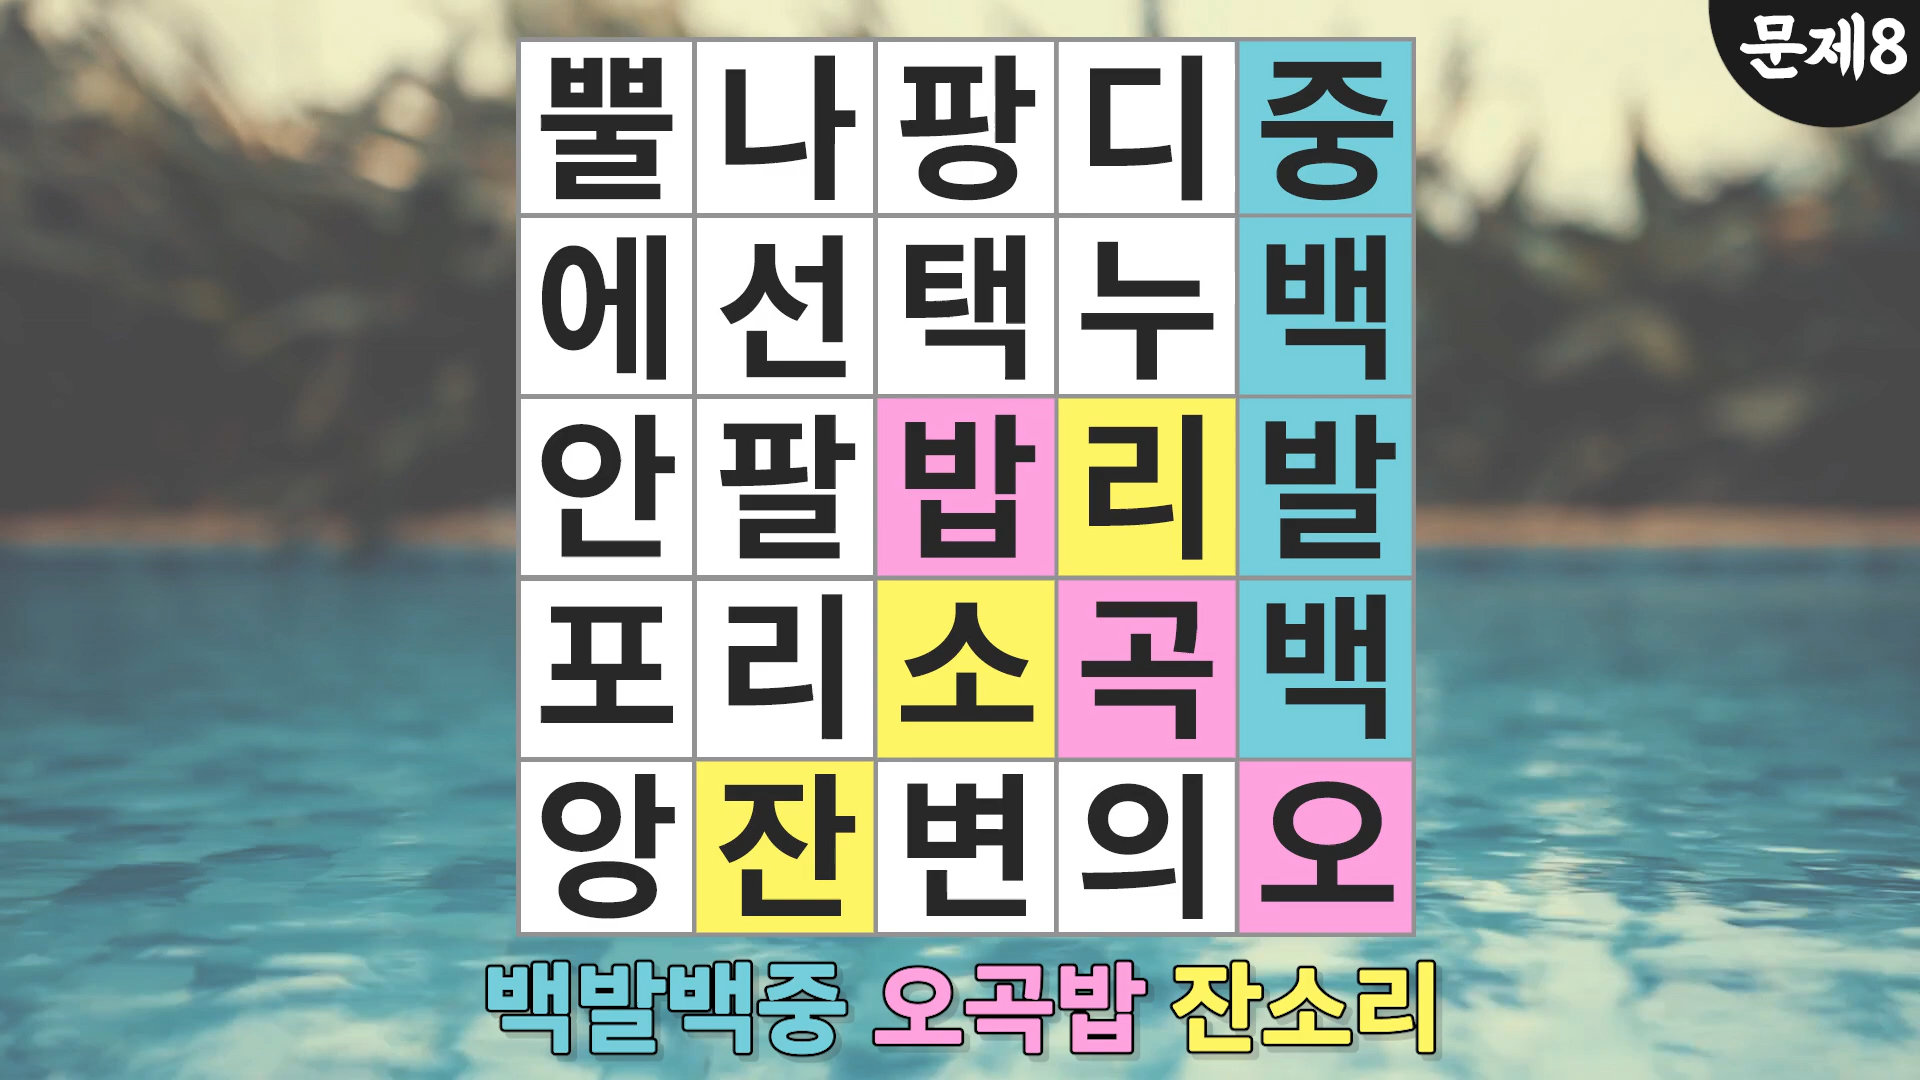 문제8
뿔 나 팡 디 중
에 선 택 누 백
안 팔 밥 리 발
포 리 소 곡 백
앙 잔 변 의 오
백발백중 오곡밥 잔소리